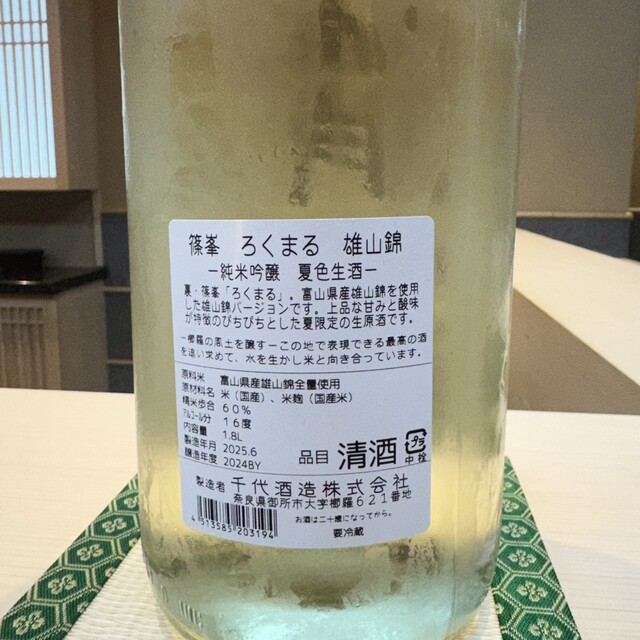 篠峯 ろくまる 雄山錦
ー純米吟醸 夏色生酒ー
裏・篠峯「ろくまる」。富山県産雄山錦を使用
した雄山錦バージョンです。上品な甘みと酸味
が特徴のぴちぴちとした夏限定の生原酒です。
ー櫛羅の風土を醸すーこの地で表現できる最高の酒
を追い求めて、水を生かし米と向き合っています。
原料米 富山県産雄山錦全量使用
原材料名 米（国産）、米麹（国産米）
精米歩合 60%
アルコール分 16度
内容量 1.8L
製造年月 2025.6
醸造年度 2024BY
品目 清酒
プラ
中栓
製造者 千代酒造株式会社
奈良県御所市大字櫛羅621番地
4513585203194
お酒は二十歳になってから。
要冷蔵